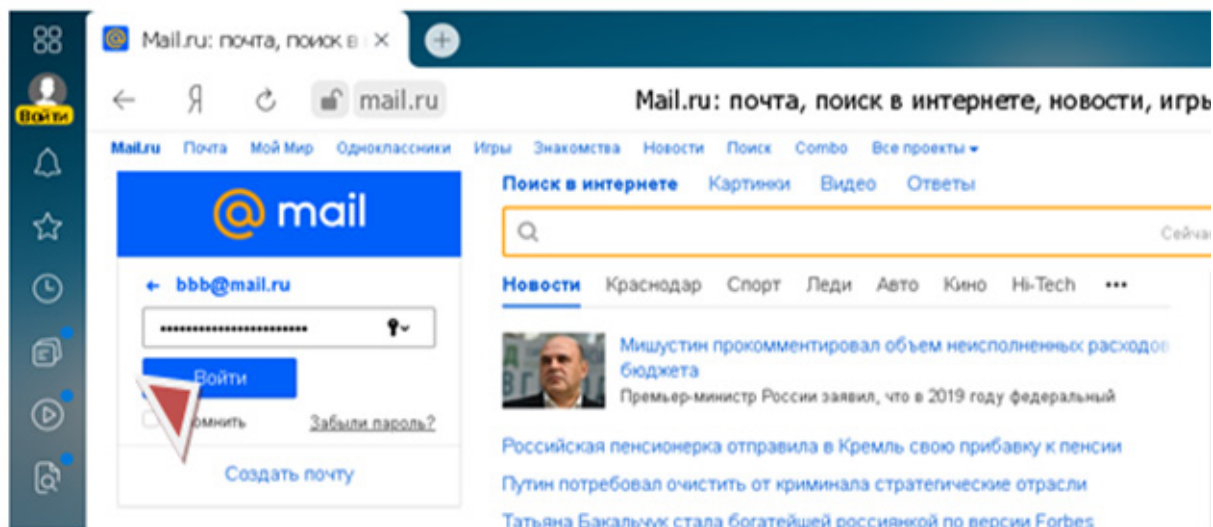 Mail.ru: почта, поиск в
Войти
Я mail.ru Mail.ru: почта, поиск в интернете, новости, игры
Mail.ru Почта Мой Мир Одноклассники Игры Знакомства Новости Поиск Combo Все проекты
@ mail
bbb@mail.ru
Войти
Забыли пароль?
Создать почту
Поиск в интернете Картинки Видео Ответы
Новости Краснодар Спорт Леди Авто Кино Hi-Tech •••
Мишустин прокомментировал объем неисполненных расходов
бюджета
Премьер-министр России заявил, что в 2019 году федеральный
Российская пенсионерка отправила в Кремль свою прибавку к пенсии
Путин потребовал очистить от криминала стратегические отрасли
Татьяна Бакальчук стала богатейшей россиянкой по версии Forbes